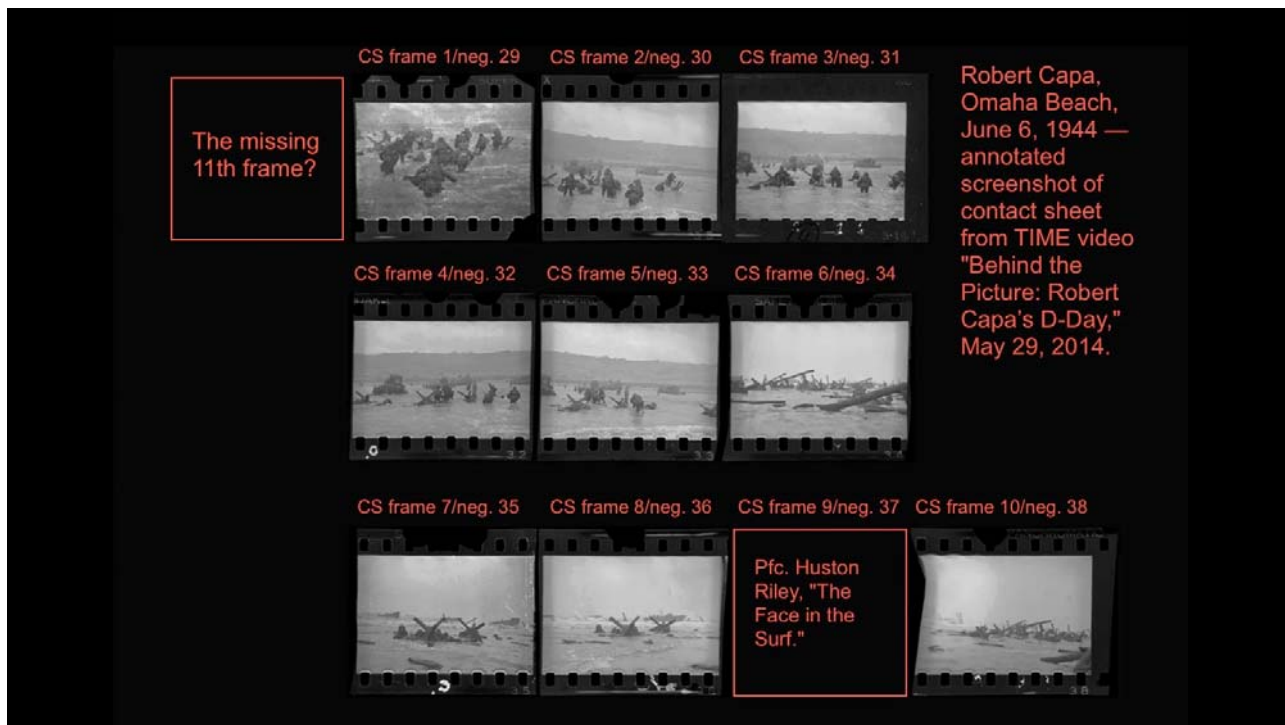 CS frame 1/neg. 29
CS frame 2/neg. 30
CS frame 3/neg. 31
The missing
11th frame?
Robert Capa,
Omaha Beach,
June 6, 1944 —
annotated
screenshot of
contact sheet
from TIME video
"Behind the
Picture: Robert
Capa's D-Day,"
May 29, 2014.
CS frame 4/neg. 32
CS frame 5/neg. 33
CS frame 6/neg. 34
CS frame 7/neg. 35
CS frame 8/neg. 36
CS frame 9/neg. 37
CS frame 10/neg. 38
Pfc. Huston
Riley, "The
Face in the
Surf."
38